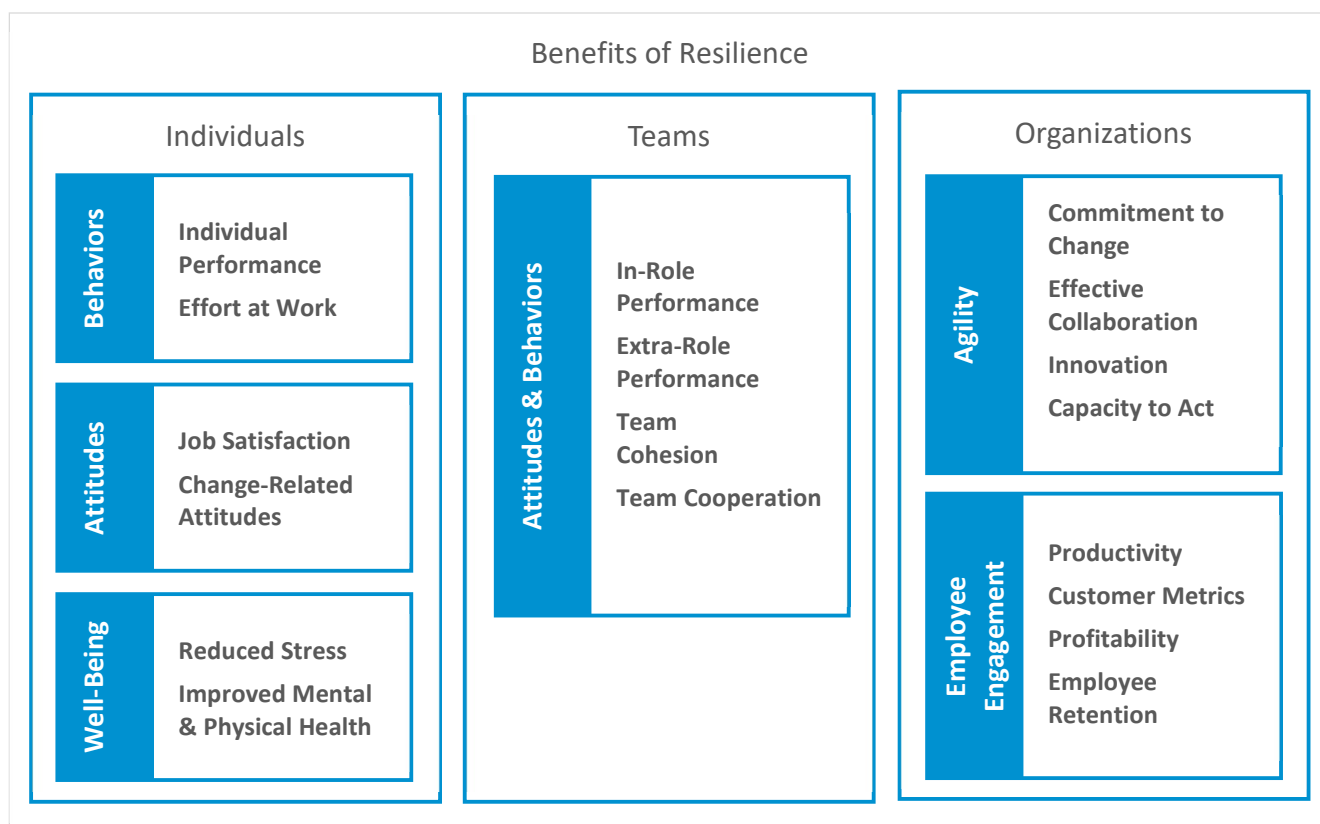 Benefits of Resilience
Individuals
Behaviors
Individual
Performance
Effort at Work
Attitudes
Job Satisfaction
Change-Related
Attitudes
Well-Being
Reduced Stress
Improved Mental
& Physical Health
Teams
Attitudes & Behaviors
In-Role
Performance
Extra-Role
Performance
Team
Cohesion
Team Cooperation
Organizations
Agility
Commitment to
Change
Effective
Collaboration
Innovation
Capacity to Act
Employee
Engagement
Productivity
Customer Metrics
Profitability
Employee
Retention